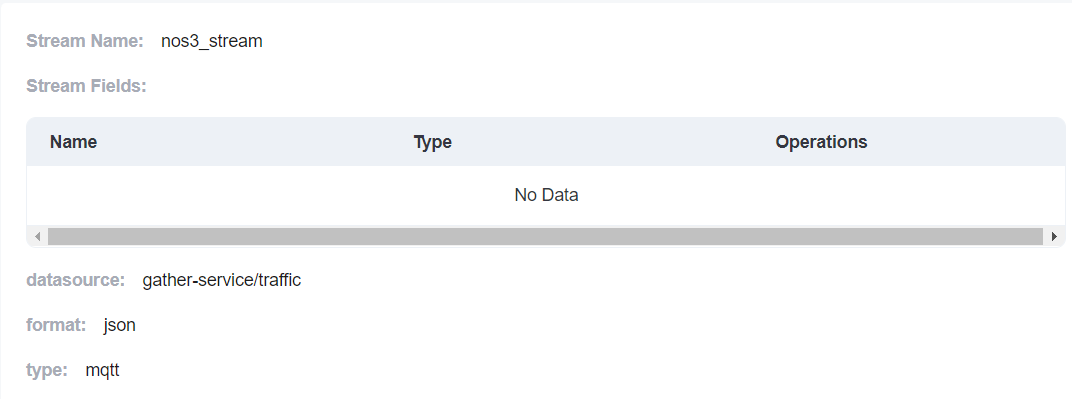 Stream Name: nos3_stream
Stream Fields:
Name Type Operations
No Data
datasource: gather-service/traffic
format: json
type: mqtt